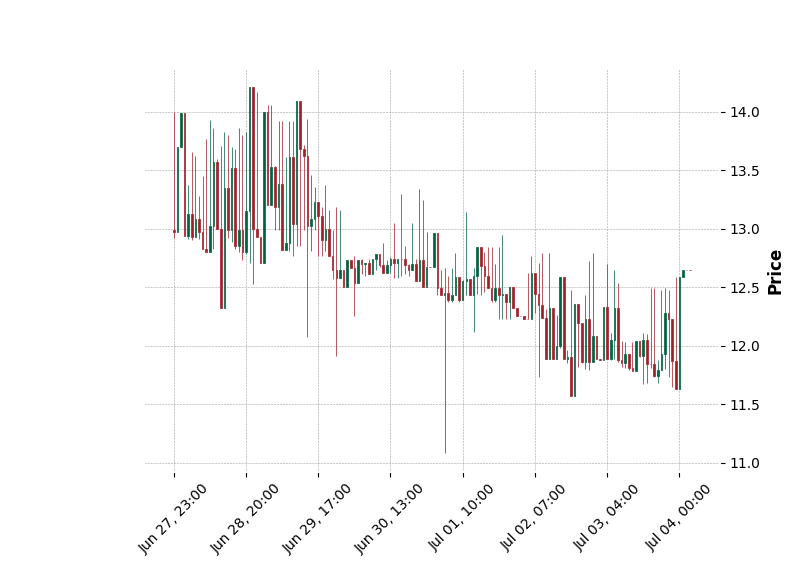 14.0
13.5
13.0
12.5
12.0
11.5
11.0
Price
Jun 27, 23:00
Jun 28, 20:00
Jun 29, 17:00
Jun 30, 13:00
Jul 01, 10:00
Jul 02, 07:00
Jul 03, 04:00
Jul 04, 00:00